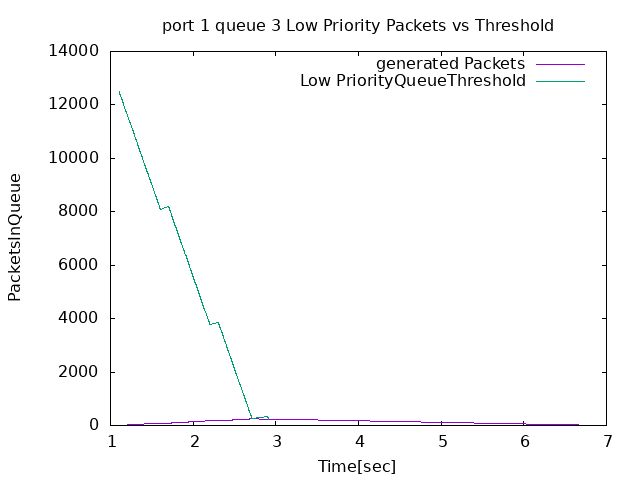 port 1 queue 3 Low Priority Packets vs Threshold
14000
12000
10000
8000
6000
4000
2000
0
generated Packets
Low PriorityQueueThreshold
PacketsInQueue
1 2 3 4 5 6 7
Time[sec]